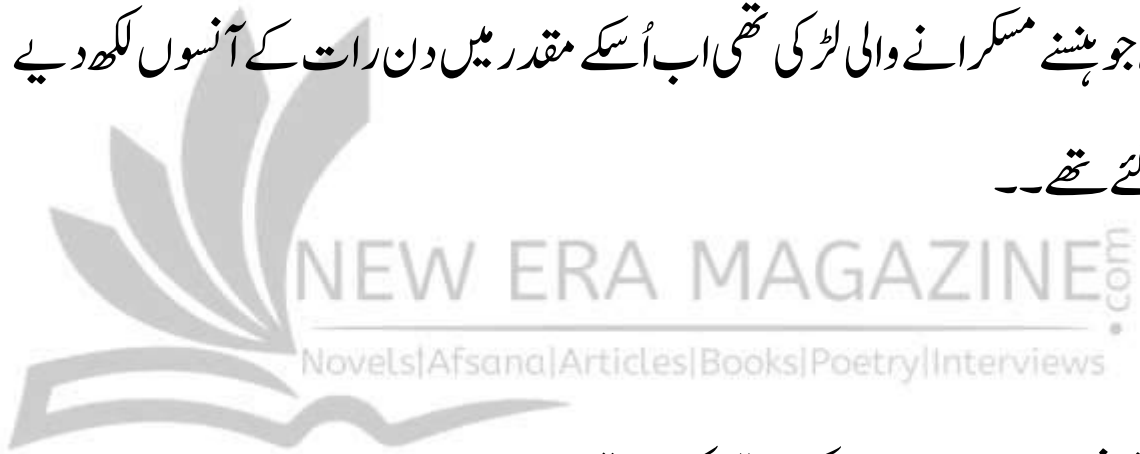 جو ہنسنے مسکرانے والی لڑکی تھی اب اُسکے مقدر میں دن رات کے آنسوں لکھ دیے
گئے تھے۔۔
NEW ERA MAGAZINE.com
Novels|Afsana|Articles|Books|Poetry|Interviews